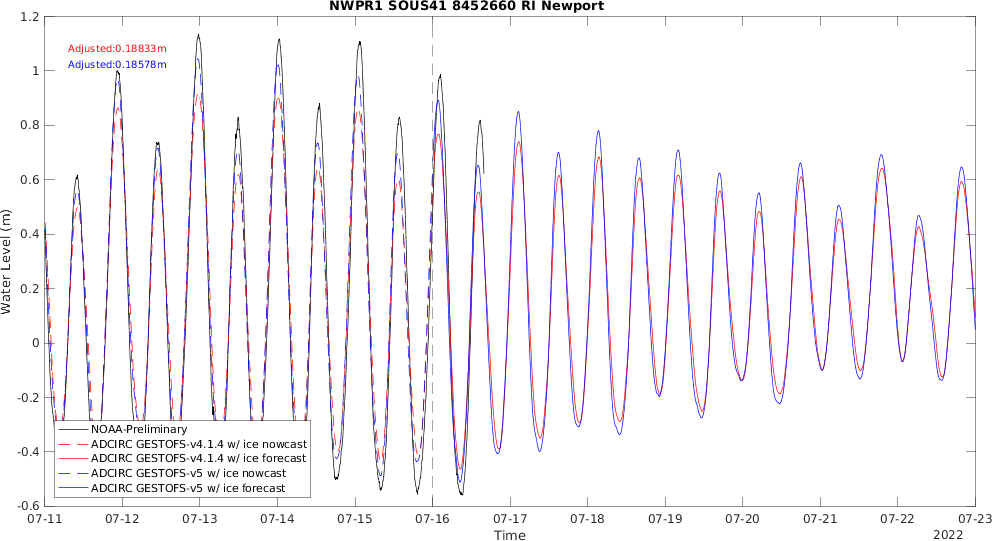 NWPR1 SOUS41 8452660 RI Newport
1.2
1
0.8
0.6
0.4
0.2
0
-0.2
-0.4
-0.6
Water Level (m)
Adjusted:0.18833m
Adjusted:0.18578m
NOAA-Preliminary
ADCIRC GESTOFS-v4.1.4 w/ ice nowcast
ADCIRC GESTOFS-v4.1.4 w/ ice forecast
ADCIRC GESTOFS-v5 w/ ice nowcast
ADCIRC GESTOFS-v5 w/ ice forecast
07-11 07-12 07-13 07-14 07-15 07-16 07-17 07-18 07-19 07-20 07-21 07-22 07-23
Time
2022